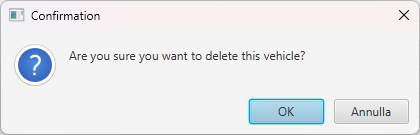 Confirmation
Are you sure you want to delete this vehicle?
OK
Annulla